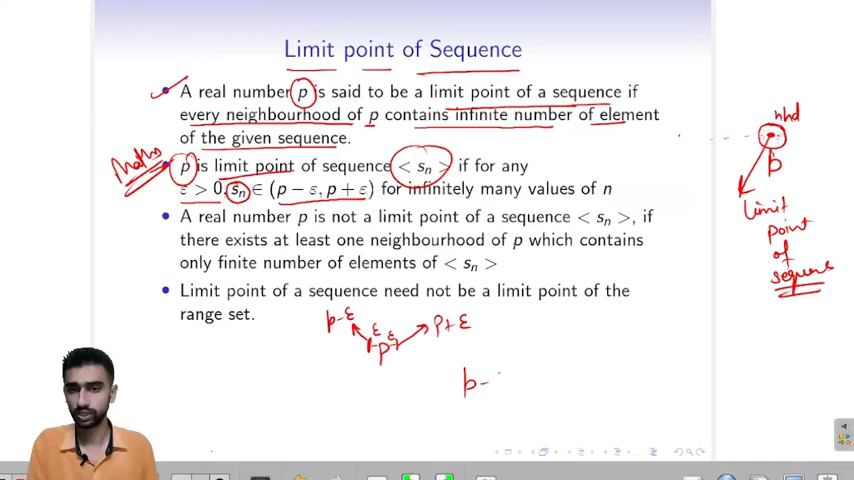 Limit point of Sequence
A real number p is said to be a limit point of a sequence if
every neighbourhood of p contains infinite number of element
of the given sequence.
p is limit point of sequence < sₙ > if for any
ε > 0, sₙ ∈ (p − ε, p + ε) for infinitely many values of n
A real number p is not a limit point of a sequence < sₙ >, if
there exists at least one neighbourhood of p which contains
only finite number of elements of < sₙ >
Limit point of a sequence need not be a limit point of the
range set.
Maths
nhd
p
limit
point
of
p-ε
ε
ε
p+ε
p
p-